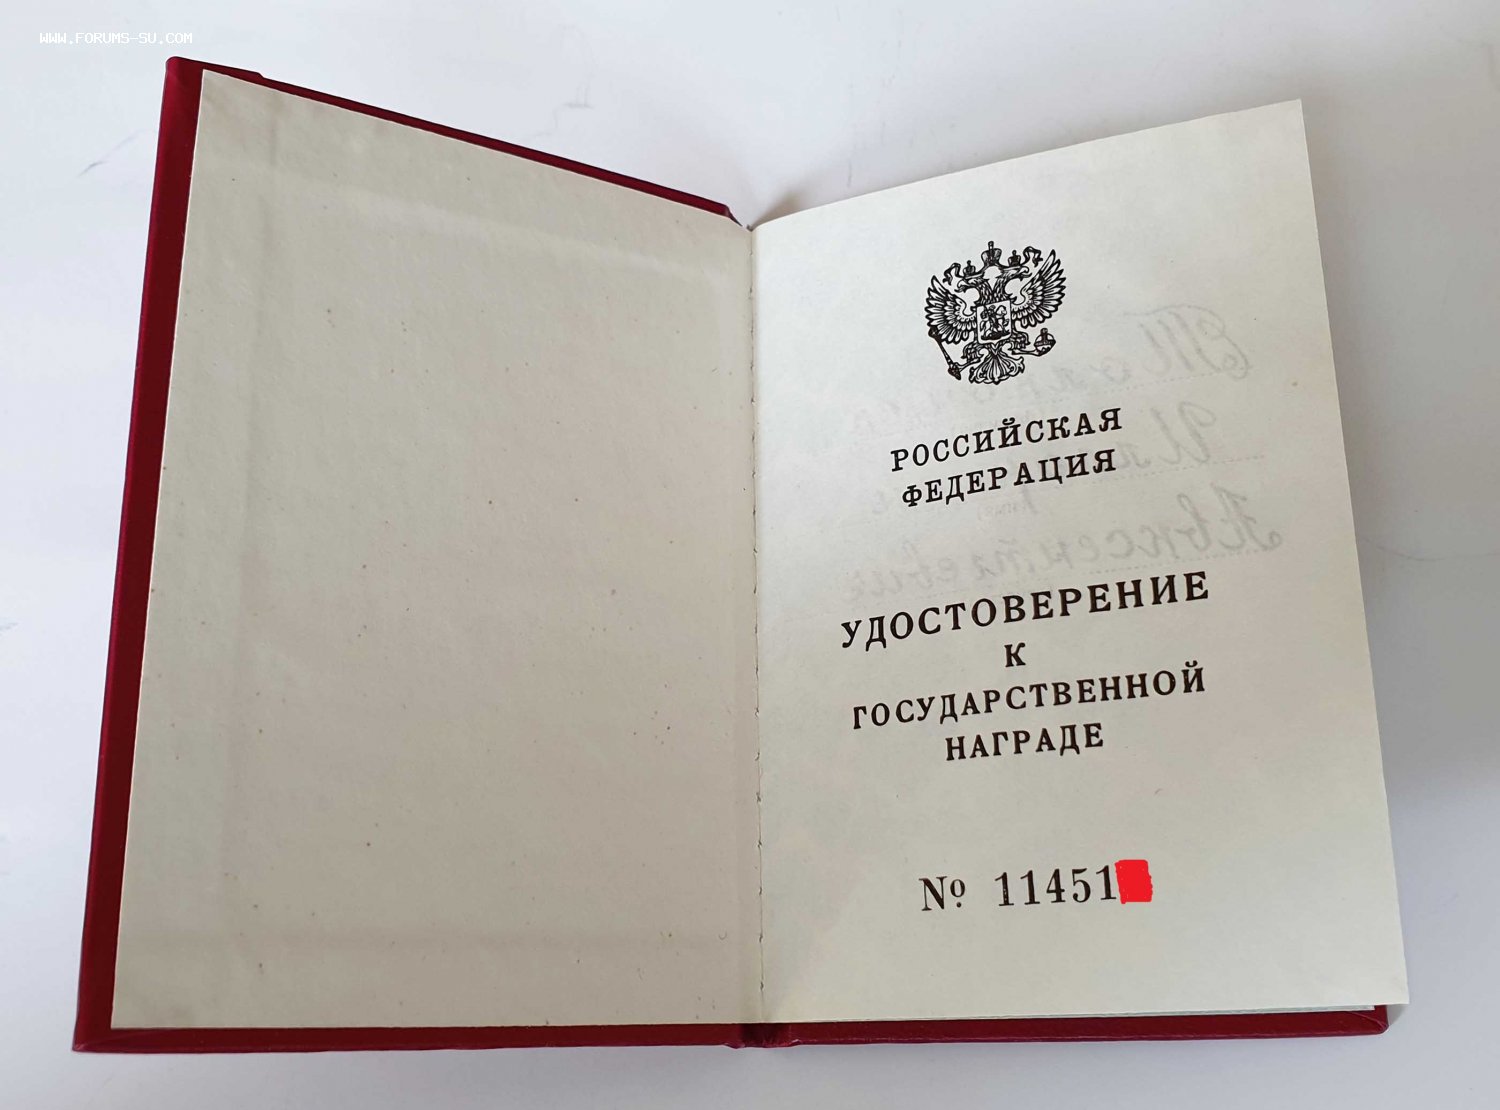 WWW.FORUMS-SU.COM
РОССИЙСКАЯ
ФЕДЕРАЦИЯ
УДОСТОВЕРЕНИЕ
К
ГОСУДАРСТВЕННОЙ
НАГРАДЕ
№ 11451